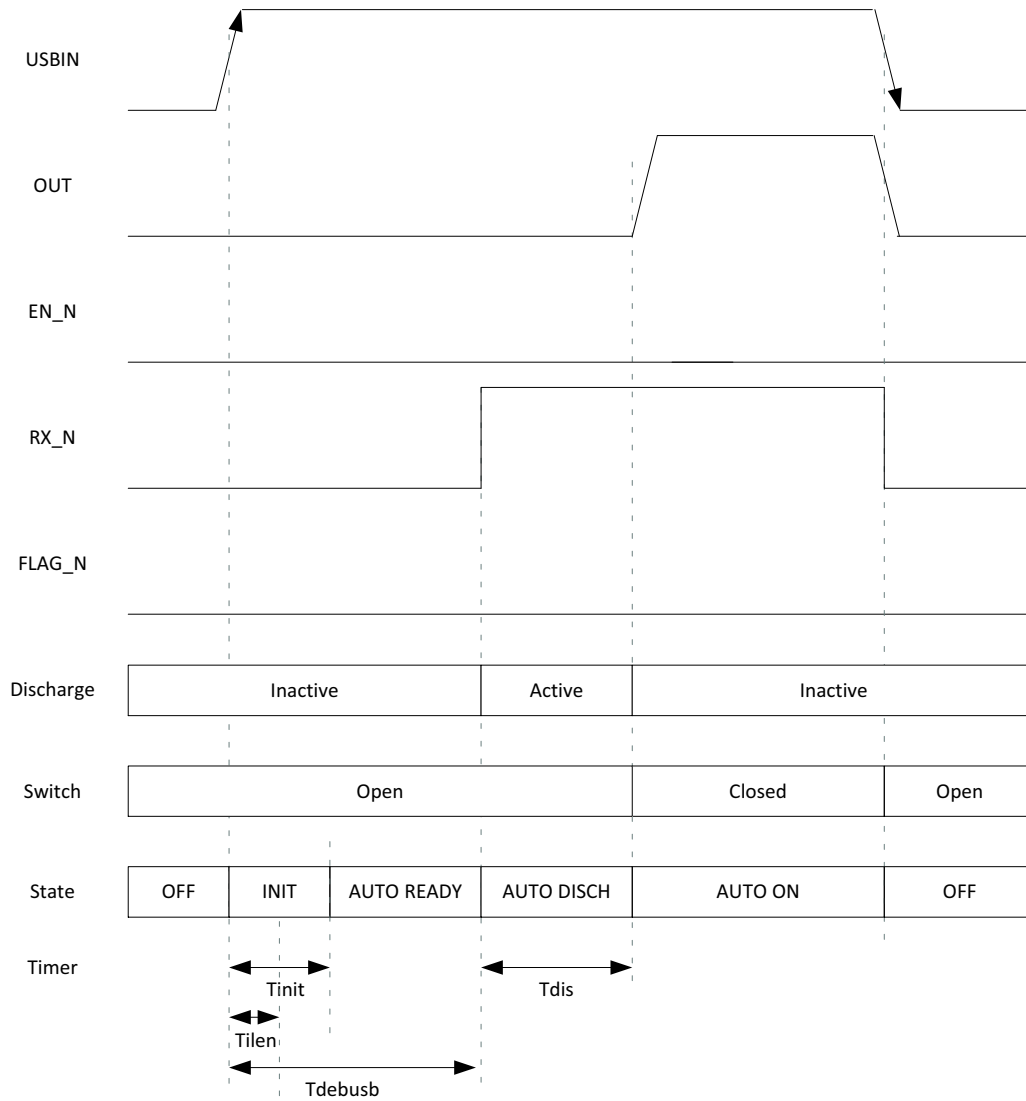 USBIN
OUT
EN_N
RX_N
FLAG_N
Discharge Inactive Active Inactive
Switch Open Closed Open
State OFF INIT AUTO READY AUTO DISCH AUTO ON OFF
Timer
Tinit Tdis
Tilen
Tdebusb